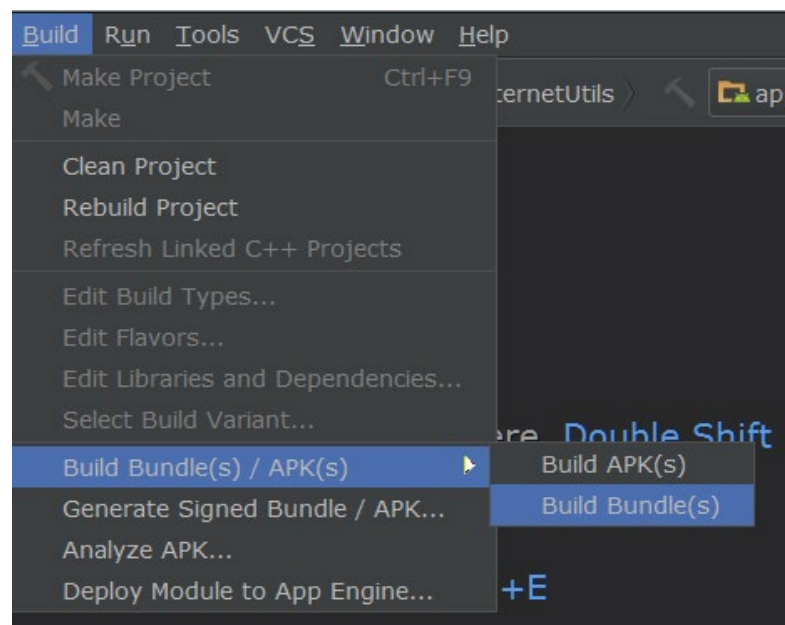 Build Run Tools VCS Window Help
Make Project Ctrl+F9
ternetUtils ap
Make
Clean Project
Rebuild Project
Refresh Linked C++ Projects
Edit Build Types...
Edit Flavors...
Edit Libraries and Dependencies...
Select Build Variant...
ere Double Shift
Build Bundle(s) / APK(s)
Build APK(s)
Generate Signed Bundle / APK...
Build Bundle(s)
Analyze APK...
Deploy Module to App Engine...
+E